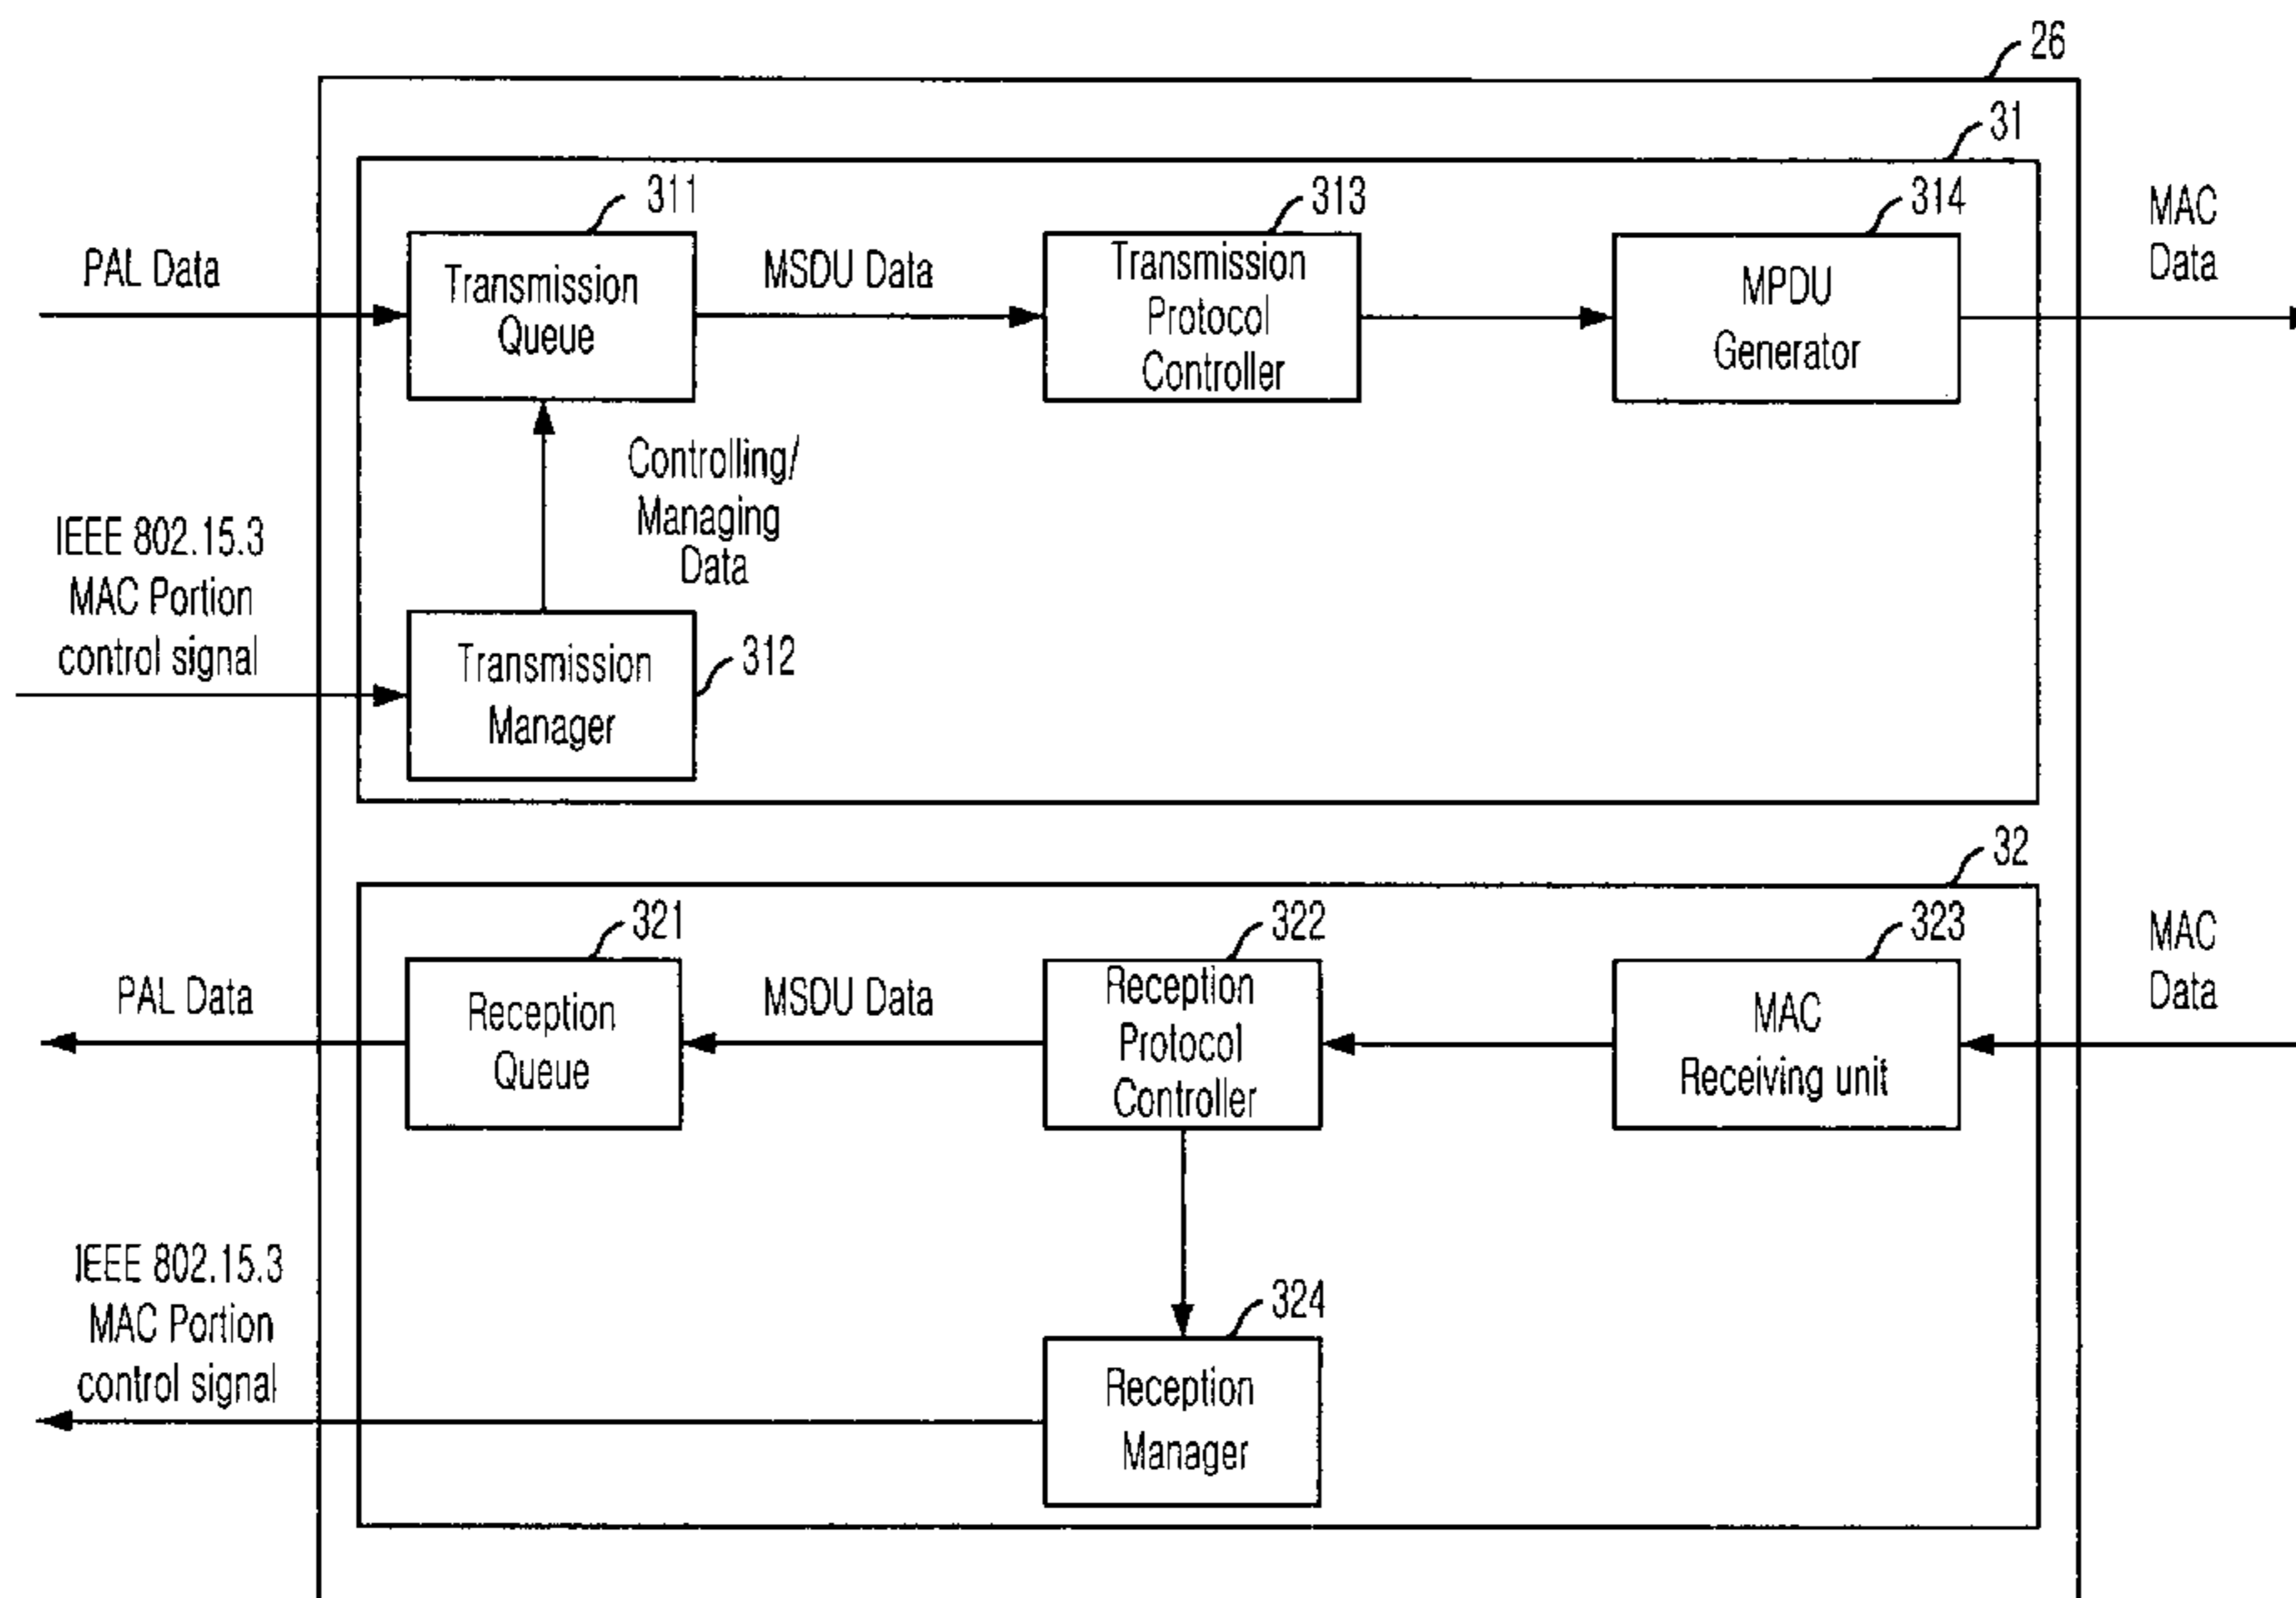 26
31
311
313
314
MAC
Data
PAL Data
Transmission
Queue
MSDU Data
Transmission
Protocol
Controller
MPDU
Generator
Controlling/
Managing
Data
IEEE 802.15.3
MAC Portion
control signal
Transmission
Manager
312
32
321
322
323
MAC
Data
PAL Data
Reception
Queue
MSDU Data
Reception
Protocol
Controller
MAC
Receiving unit
IEEE 802.15.3
MAC Portion
control signal
324
Reception
Manager